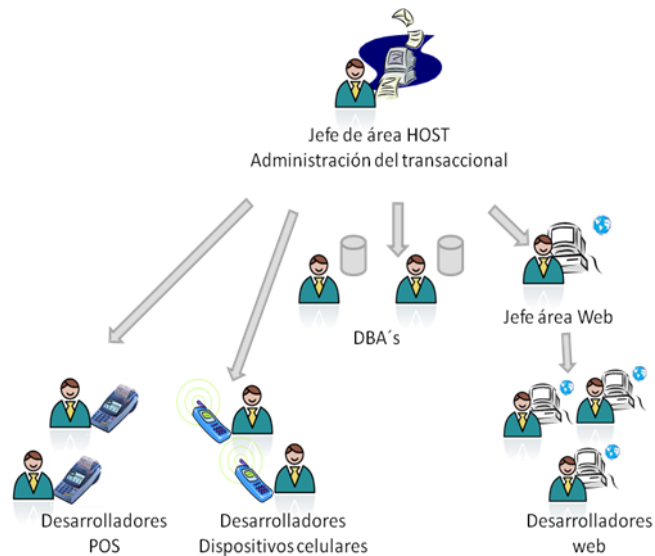 Jefe de área HOST
Administración del transaccional
DBA´s
Jefe área Web
Desarrolladores
POS
Desarrolladores
Dispositivos celulares
Desarrolladores
web